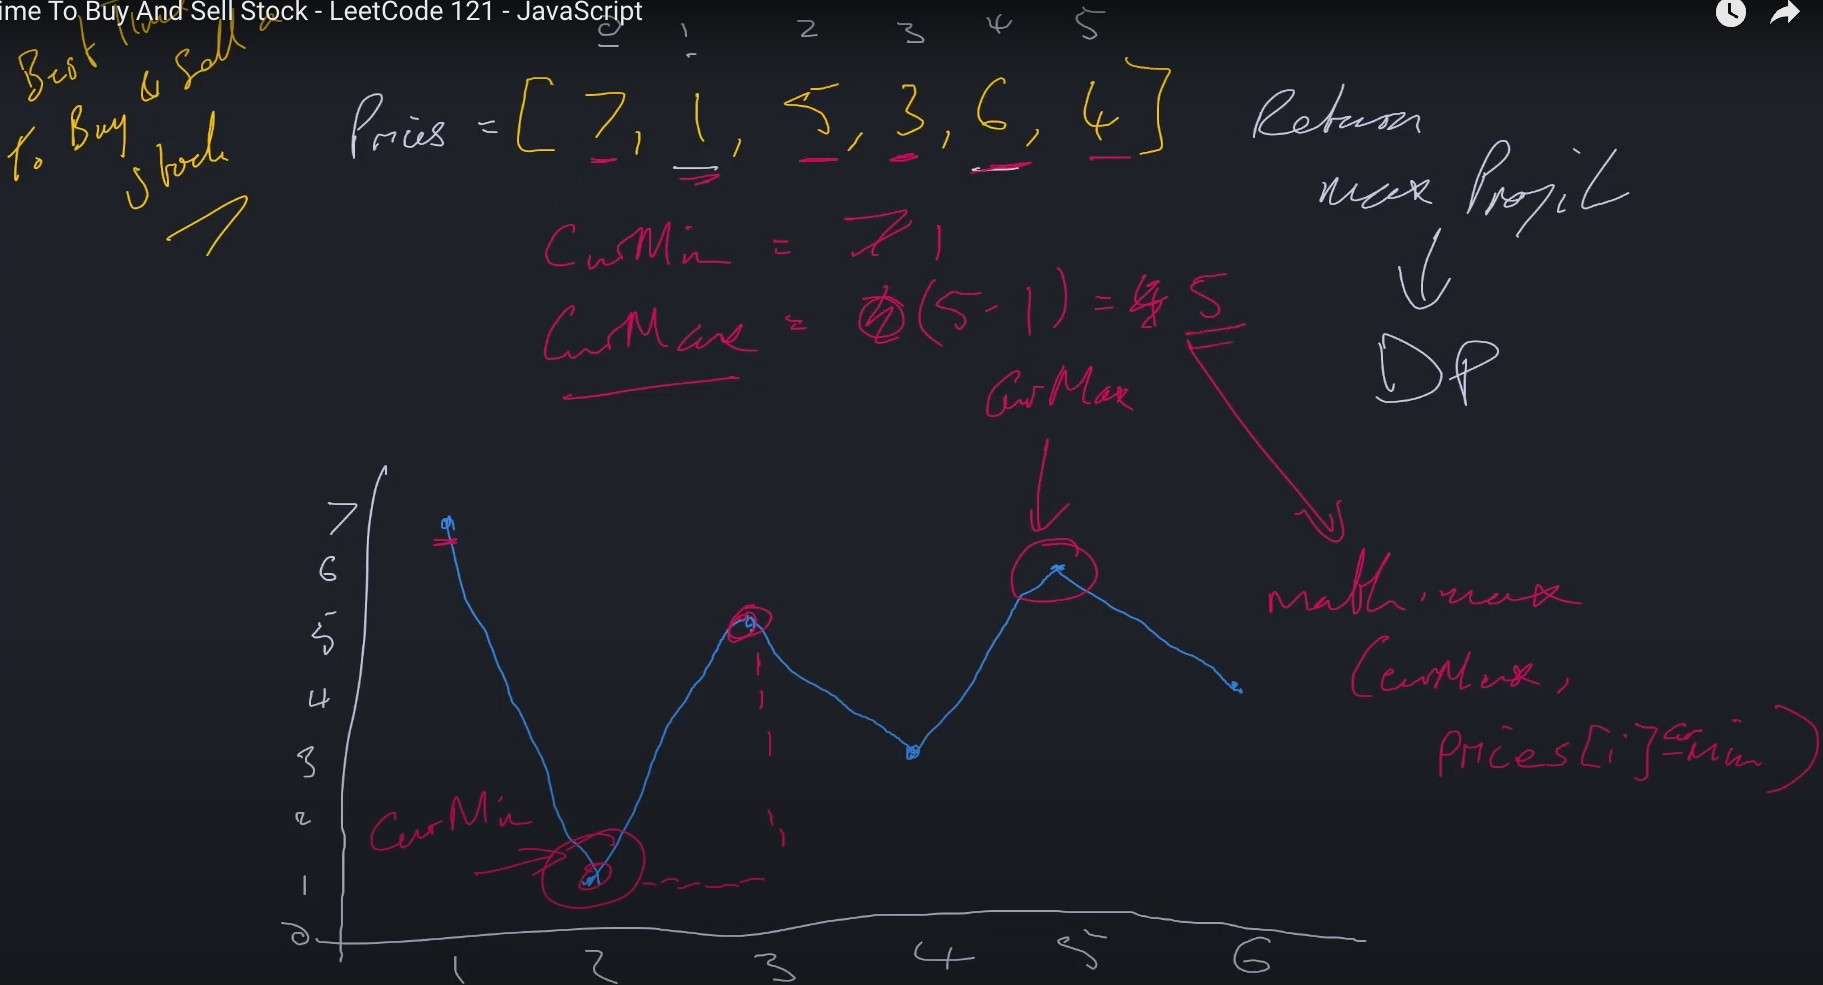 ime To Buy And Sell Stock - LeetCode 121 - JavaScript
Best Time
To Buy & Sell a
Stock
0 1 2 3 4 5
Prices = [ 7, 1, 5, 3, 6, 4 ]
Return
max Profit
DP
CurMin = 7 1
CurMax = (5-1) = 4 5
CurMax
math.max
(curMax,
Prices[i] - curMin)
CurMin
7
6
5
4
3
2
1
0
1 2 3 4 5 6